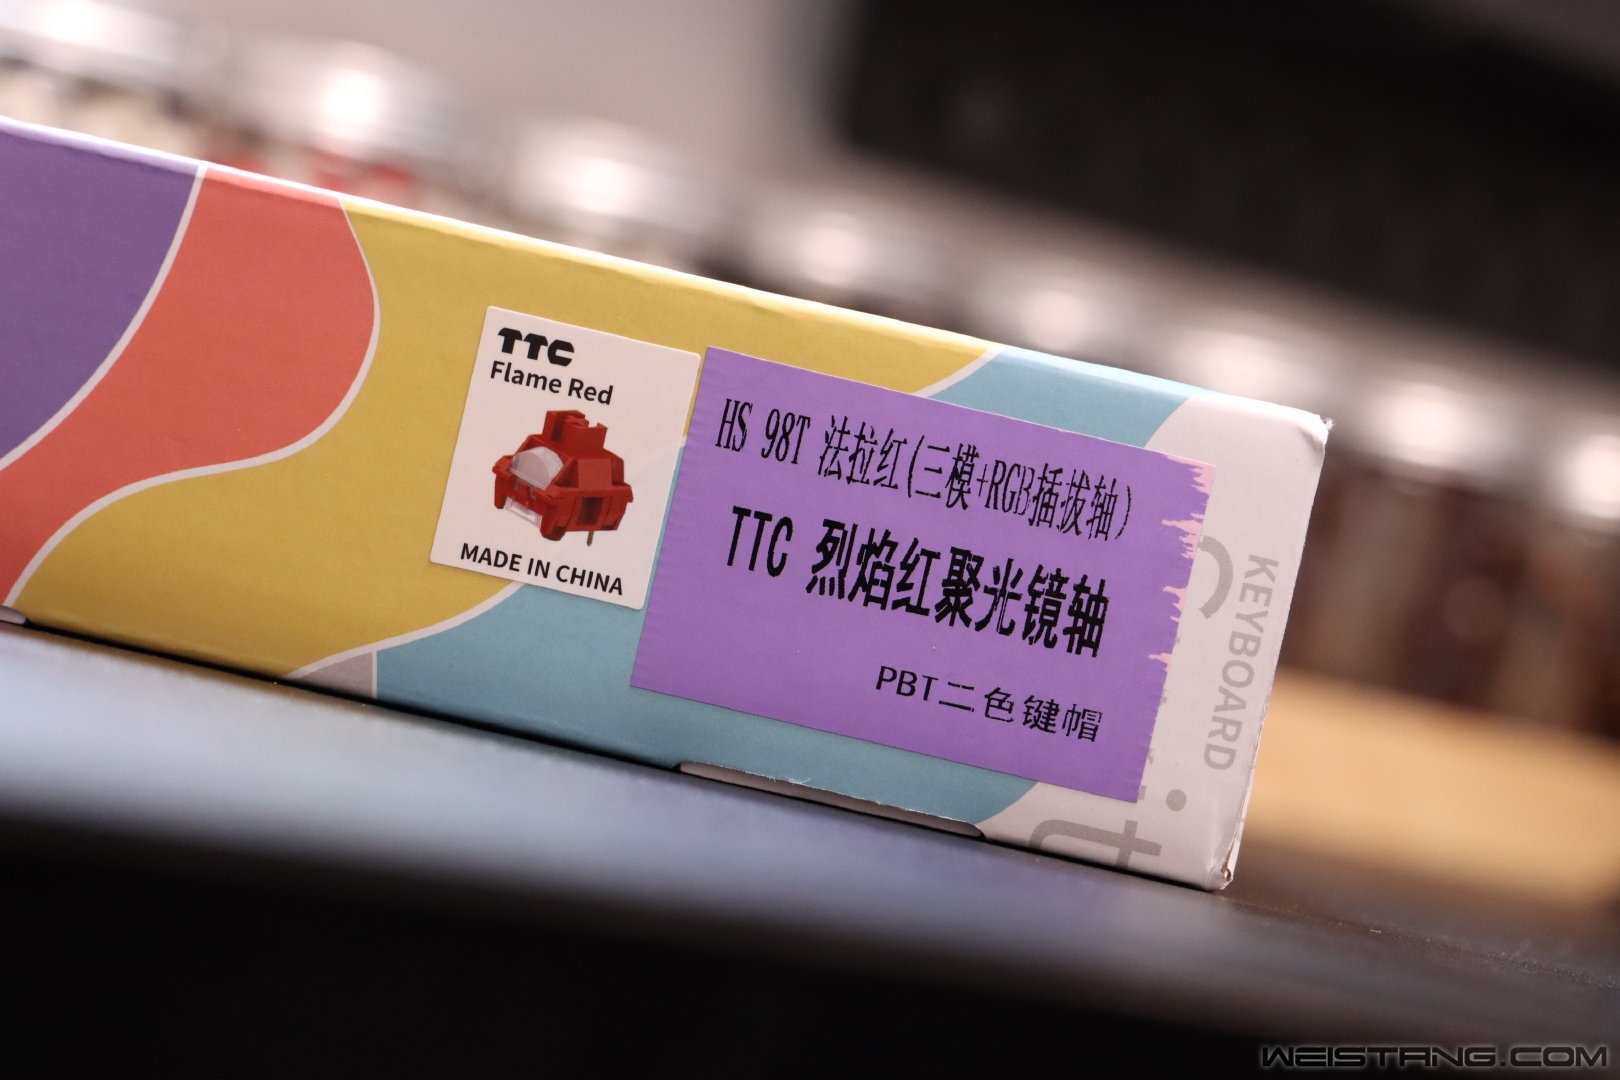 TTC
Flame Red
MADE IN CHINA
HS 98T 法拉红(三模+RGB插拔轴)
TTC 烈焰红聚光镜轴
PBT二色键帽
KEYBOARD
WEISTANG.COM